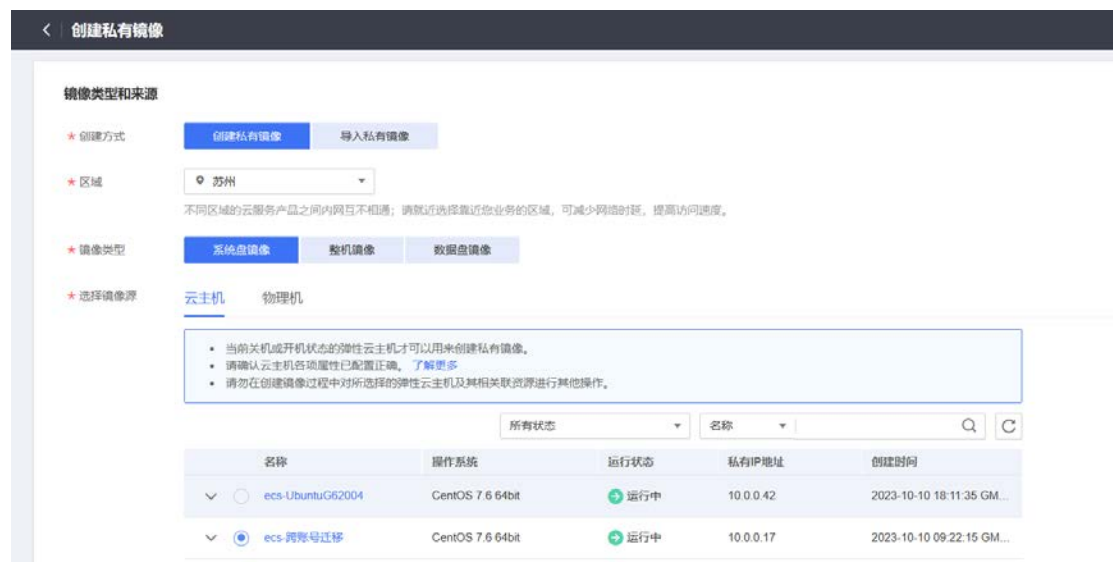 创建私有镜像
镜像类型和来源
* 创建方式 创建私有镜像 导入私有镜像
* 区域 苏州
不同区域的云服务产品之间内网互不相通；请就近选择靠近您业务的区域，可减少网络时延，提高访问速度。
* 镜像类型 系统盘镜像 整机镜像 数据盘镜像
* 选择镜像源 云主机 物理机
• 当前关机或开机状态的弹性云主机才可以用来创建私有镜像。
• 请确认云主机各项属性已配置正确。 了解更多
• 请勿在创建镜像过程中对所选择的弹性云主机及其相关联资源进行其他操作。
所有状态 名称
名称 操作系统 运行状态 私有IP地址 创建时间
ecs-UbuntuG62004 CentOS 7.6 64bit 运行中 10.0.0.42 2023-10-10 18:11:35 GM...
ecs-跨账号迁移 CentOS 7.6 64bit 运行中 10.0.0.17 2023-10-10 09:22:15 GM...